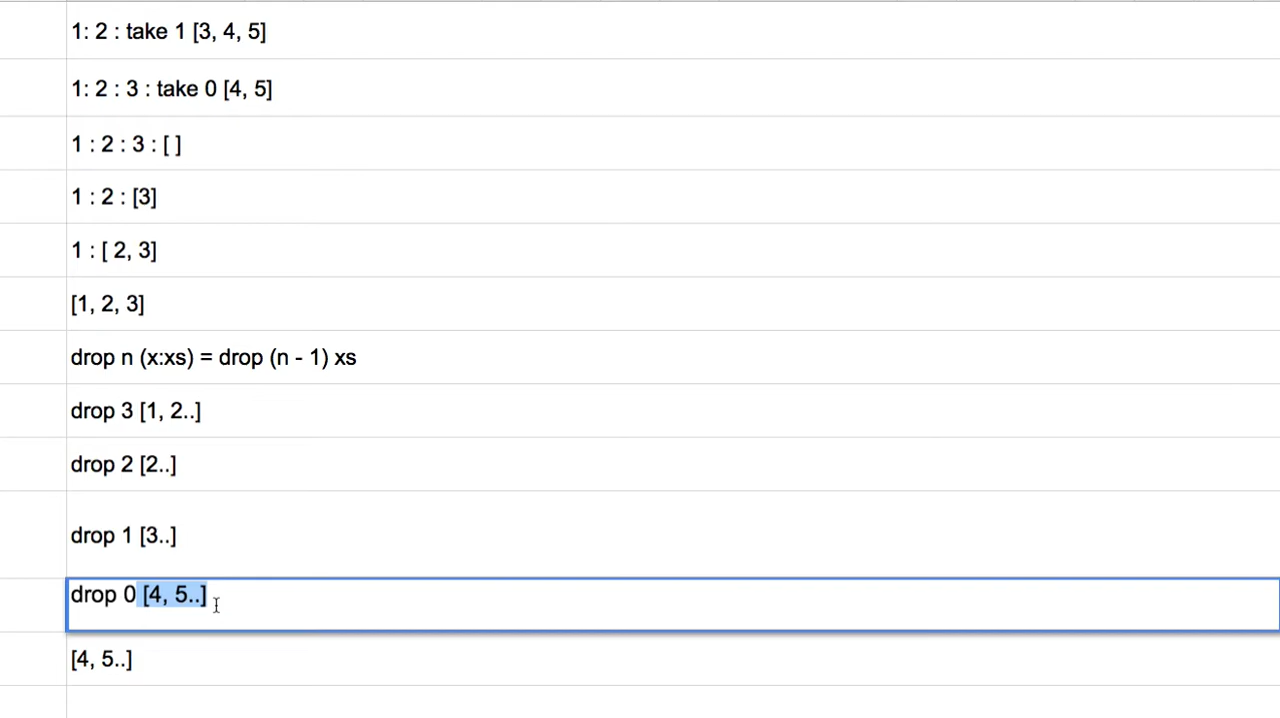 1: 2 : take 1 [3, 4, 5]
1: 2 : 3 : take 0 [4, 5]
1 : 2 : 3 : [ ]
1 : 2 : [3]
1 : [ 2, 3]
[1, 2, 3]
drop n (x:xs) = drop (n - 1) xs
drop 3 [1, 2..]
drop 2 [2..]
drop 1 [3..]
drop 0 [4, 5..]
[4, 5..]